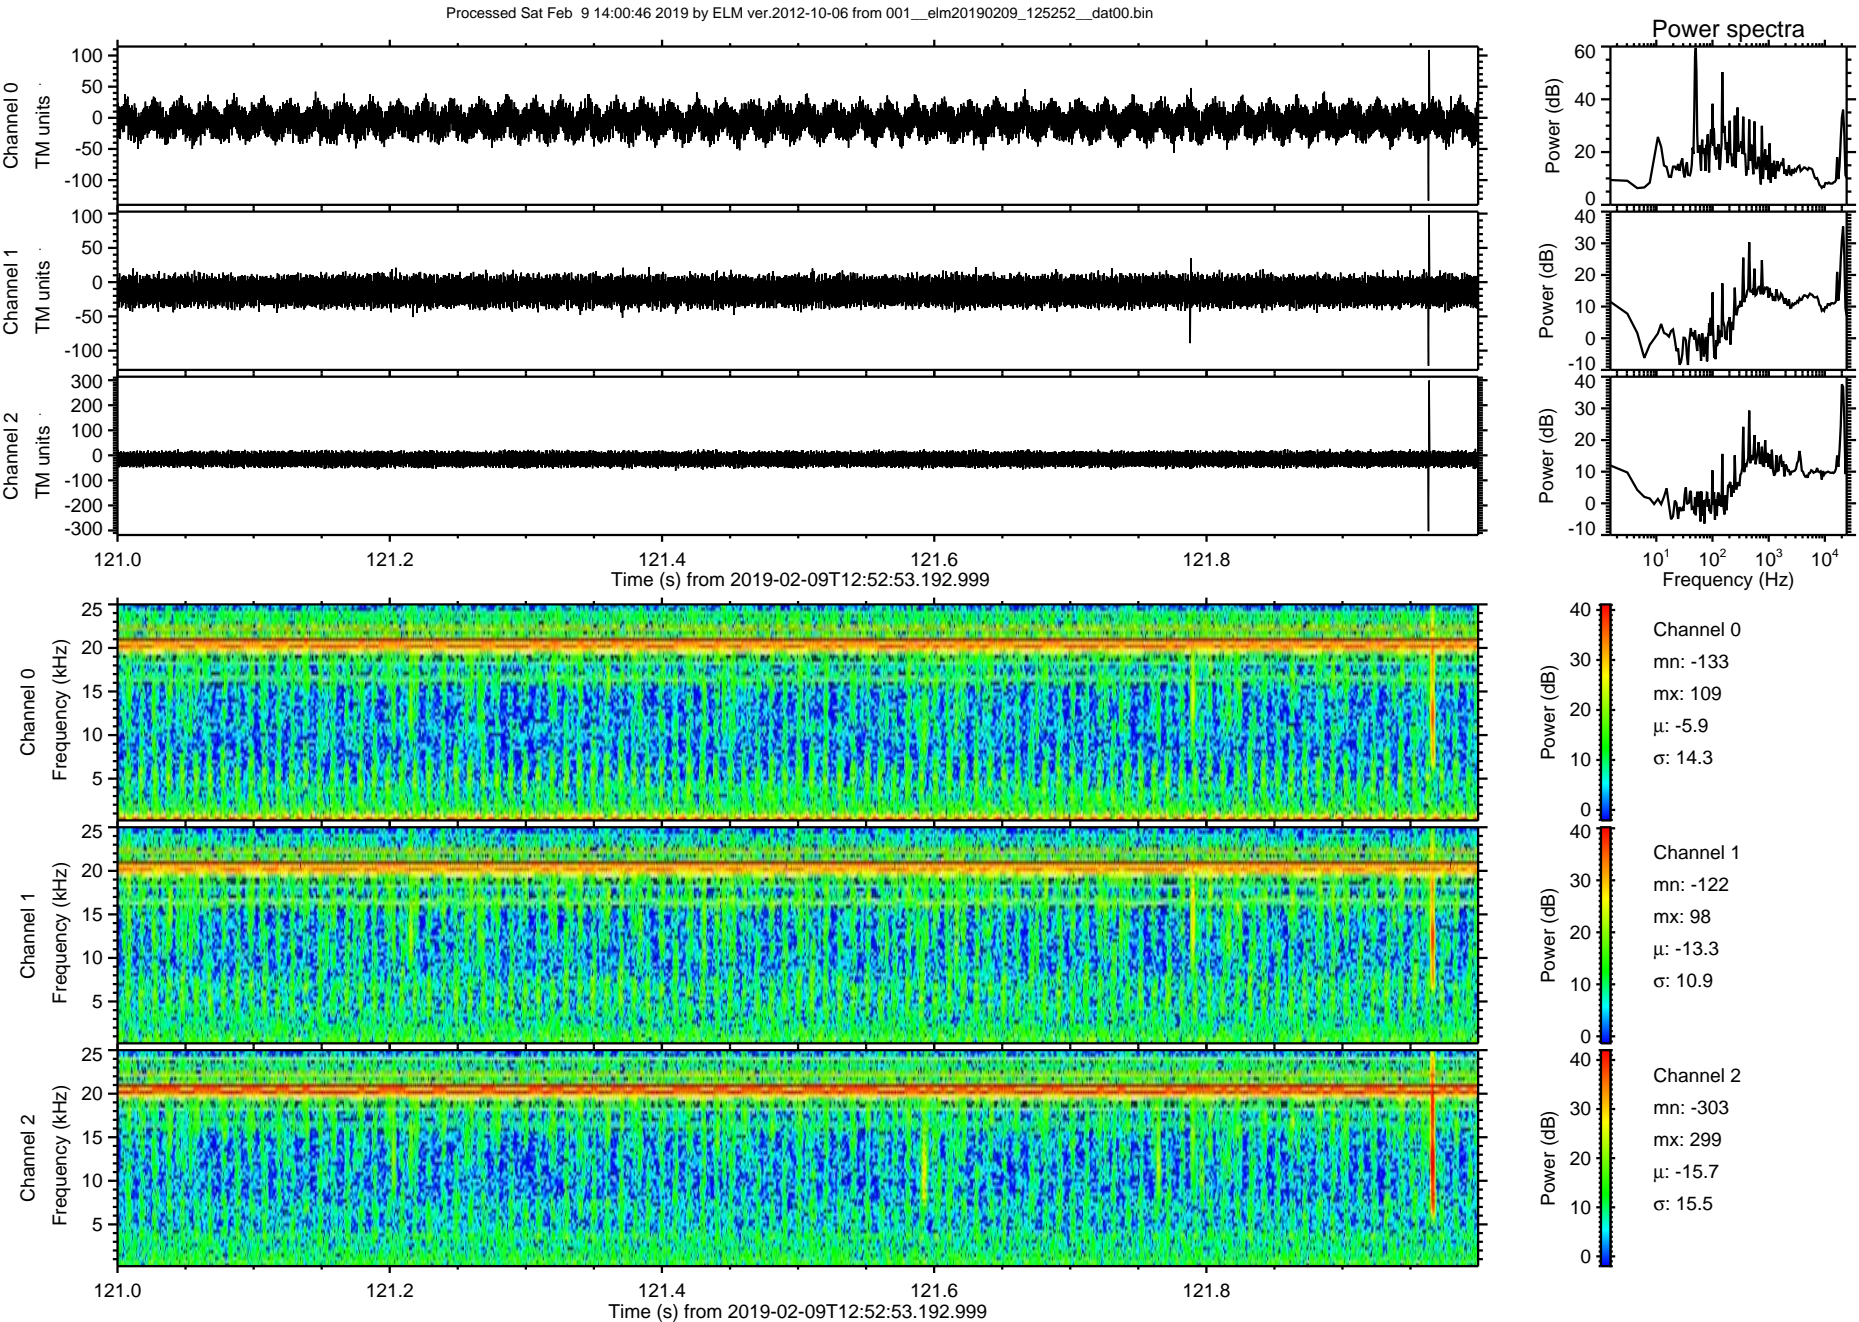 Processed Sat Feb  9 14:00:46 2019 by ELM ver.2012-10-06 from 001__elm20190209_125252__dat00.bin
Power spectra
Channel 0
TM units
100
50
0
-50
-100
Power (dB)
60
40
20
0
Channel 1
TM units
100
50
0
-50
-100
Power (dB)
40
30
20
10
0
-10
Channel 2
TM units
300
200
100
0
-100
-200
-300
Power (dB)
40
30
20
10
0
-10
121.0 121.2 121.4 121.6 121.8
Time (s) from 2019-02-09T12:52:53.192.999
10^1 10^2 10^3 10^4
Frequency (Hz)
Channel 0
Frequency (kHz)
25
20
15
10
5
Power (dB)
40
30
20
10
0
Channel 0
mn: -133
mx: 109
μ: -5.9
σ: 14.3
Channel 1
Frequency (kHz)
25
20
15
10
5
Power (dB)
40
30
20
10
0
Channel 1
mn: -122
mx: 98
μ: -13.3
σ: 10.9
Channel 2
Frequency (kHz)
25
20
15
10
5
Power (dB)
40
30
20
10
0
Channel 2
mn: -303
mx: 299
μ: -15.7
σ: 15.5
121.0 121.2 121.4 121.6 121.8
Time (s) from 2019-02-09T12:52:53.192.999